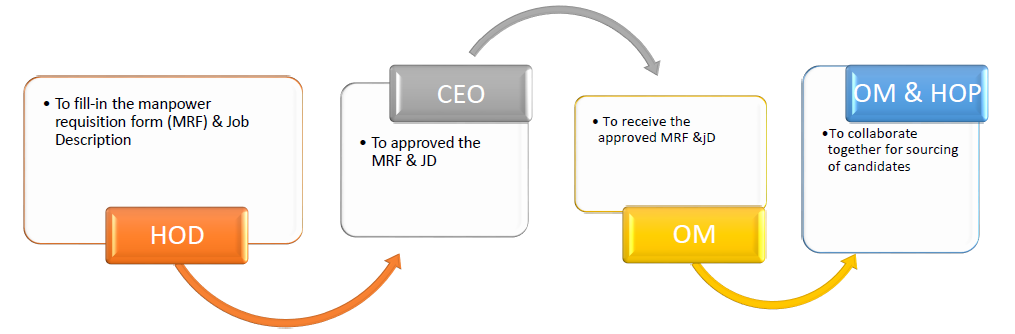 • To fill-in the manpower
requisition form (MRF) & Job
Description
HOD
CEO
• To approved the
MRF & JD
• To receive the
approved MRF &jD
OM
OM & HOP
•To collaborate
together for sourcing
of candidates